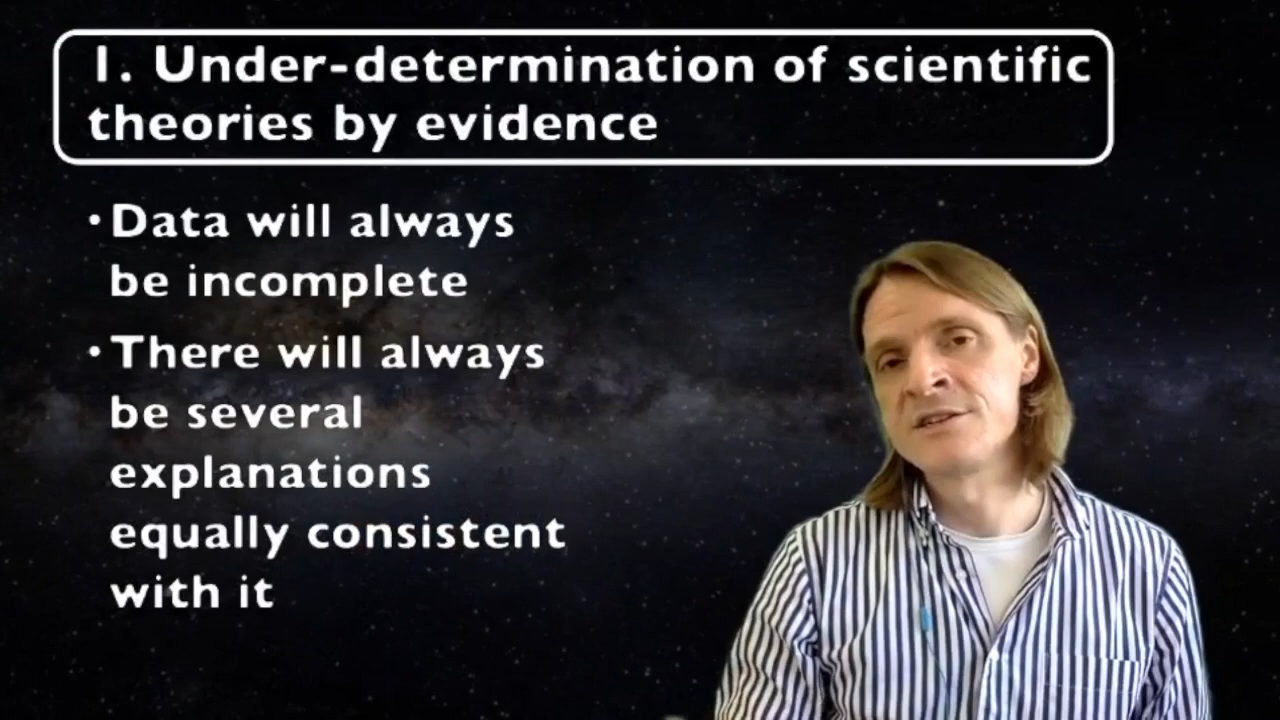 1. Under-determination of scientific
theories by evidence
•Data will always
be incomplete
•There will always
be several
explanations
equally consistent
with it